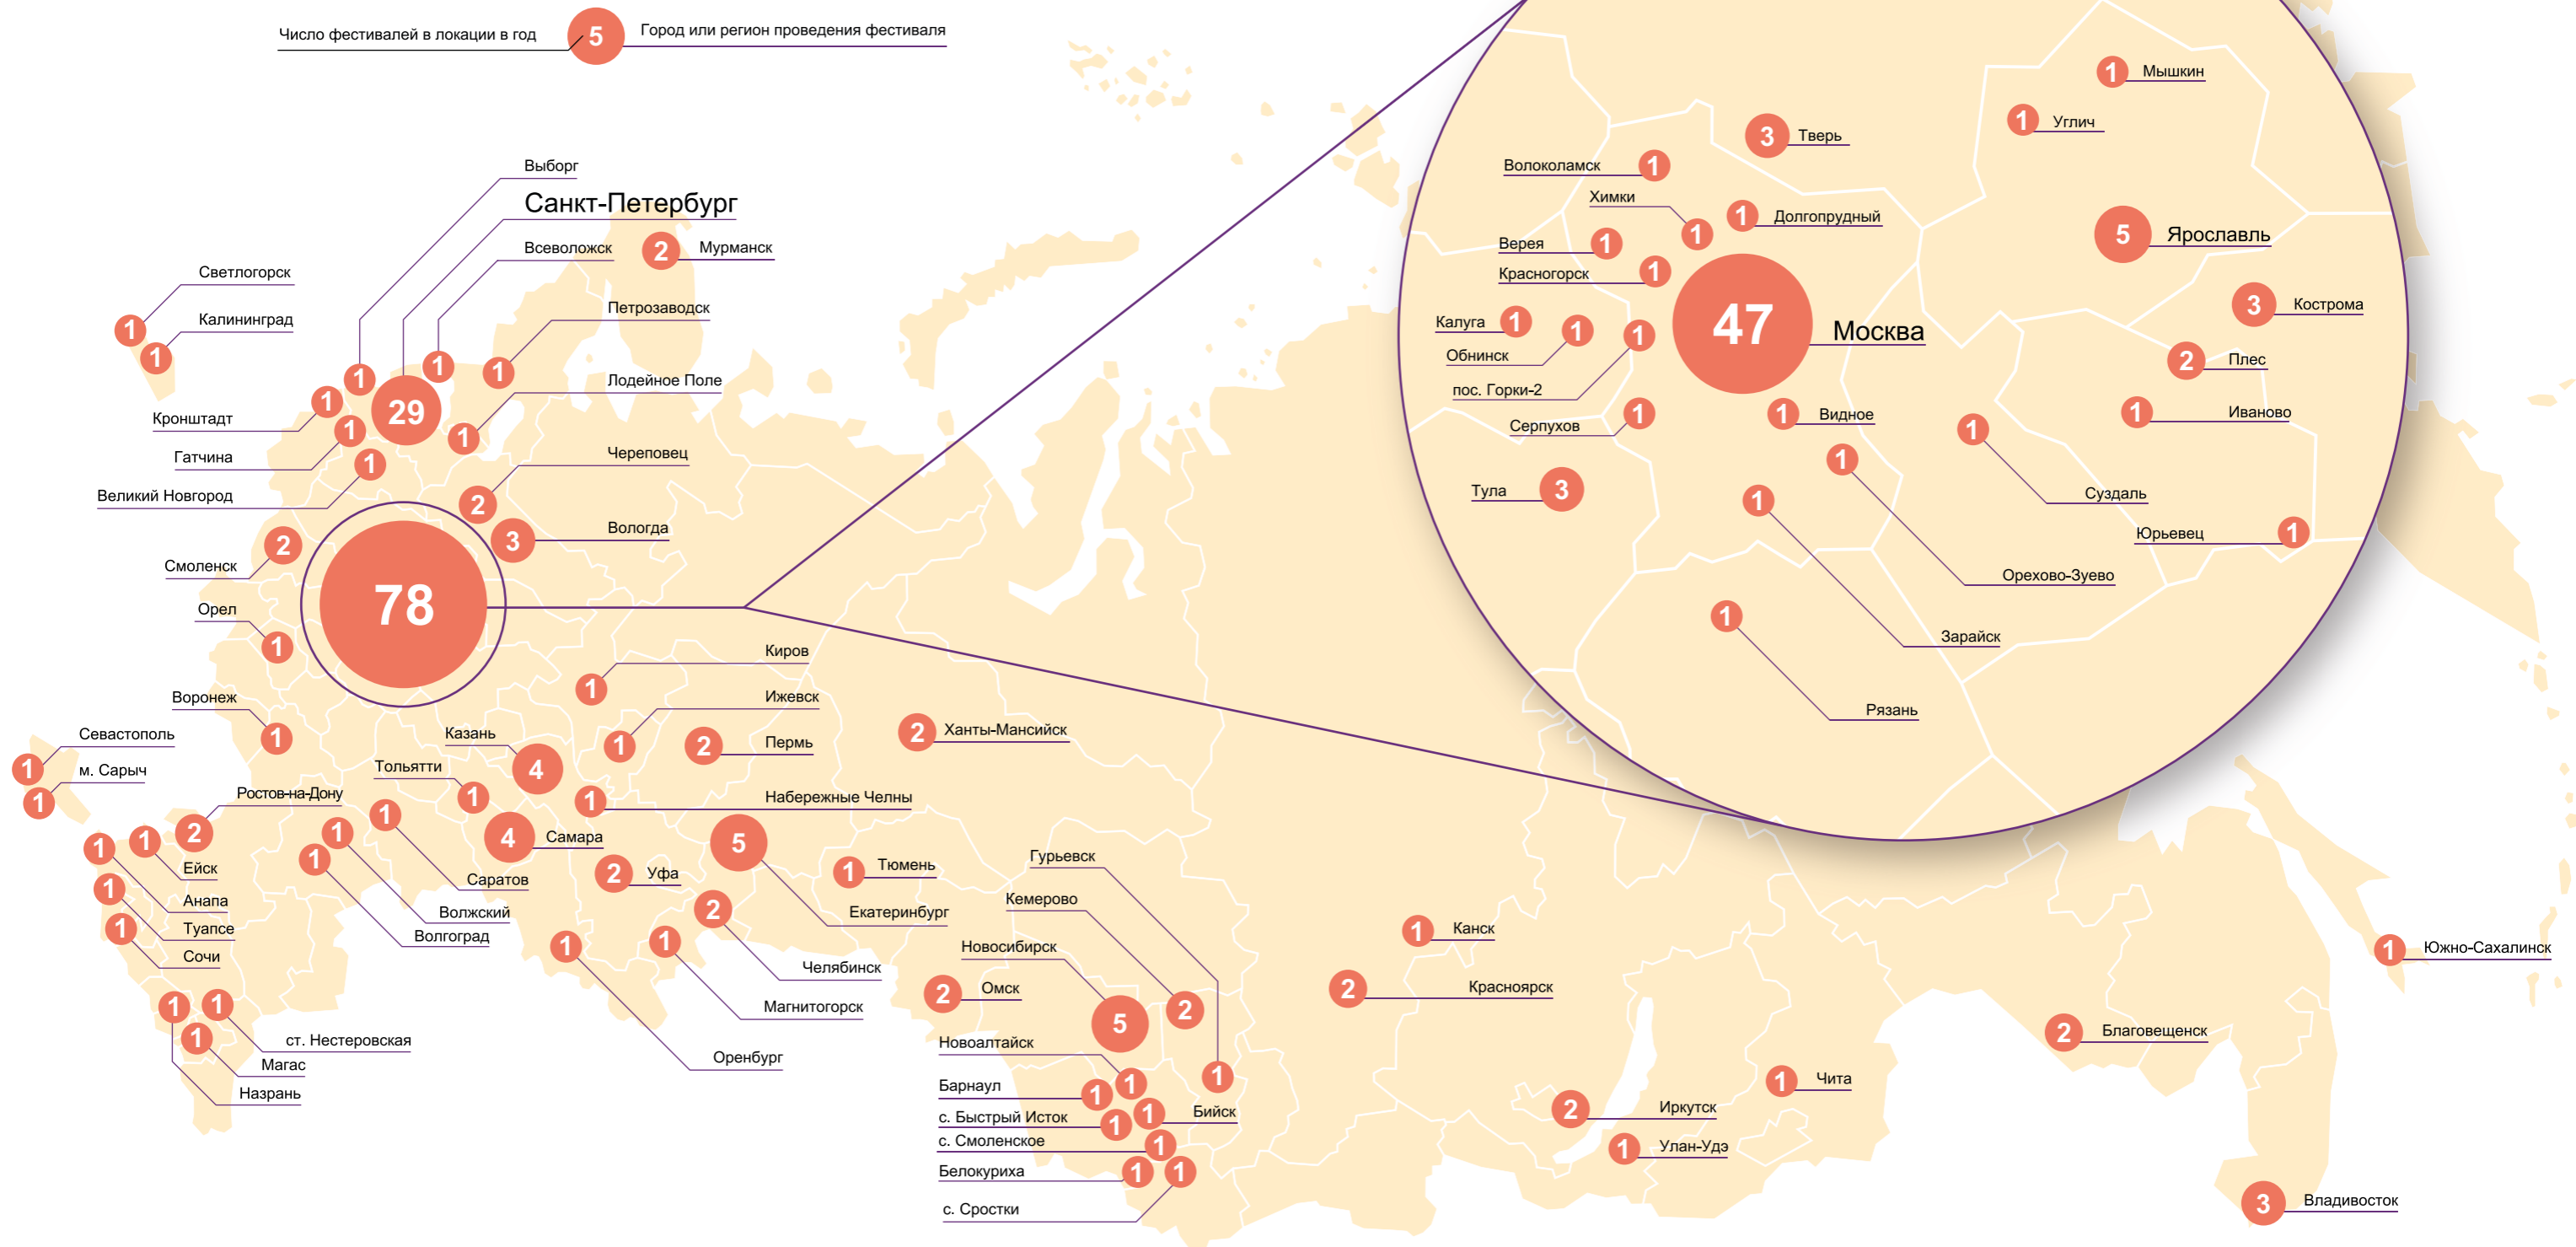 Число фестивалей в локации в год
5
Город или регион проведения фестиваля
Выборг
1
Санкт-Петербург
29
Всеволожск
1
2
Мурманск
Светлогорск
1
Калининград
1
Петрозаводск
1
Лодейное Поле
1
Кронштадт
1
Гатчина
1
Великий Новгород
1
Череповец
2
Вологда
3
Смоленск
2
78
Орел
1
Воронеж
1
Киров
1
Ижевск
1
2
Пермь
2
Ханты-Мансийск
Казань
4
Тольятти
1
Набережные Челны
1
4
Самара
Севастополь
1
м. Сарыч
1
Ростов-на-Дону
2
1
Ейск
1
Анапа
1
Туапсе
1
Сочи
1
Саратов
1
Волжский
1
Волгоград
2
Уфа
5
Екатеринбург
1
Тюмень
2
Челябинск
1
Магнитогорск
1
Оренбург
1
ст. Нестеровская
1
Магас
1
Назрань
Гурьевск
1
Кемерово
2
Новосибирск
5
2
Омск
Новоалтайск
1
Барнаул
1
1
Бийск
с. Быстрый Исток
1
с. Смоленское
1
Белокуриха
1
с. Сростки
1
1
Канск
2
Красноярск
2
Иркутск
1
Улан-Удэ
1
Чита
2
Благовещенск
1
Южно-Сахалинск
3
Владивосток
1
Мышкин
1
Углич
3
Тверь
Волоколамск
1
Химки
1
1
Долгопрудный
Верея
1
Красногорск
1
5
Ярославль
3
Кострома
47
Москва
Калуга
1
Обнинск
1
пос. Горки-2
1
2
Плес
1
Иваново
Серпухов
1
1
Видное
1
Суздаль
Юрьевец
1
Тула
3
1
Орехово-Зуево
1
Зарайск
1
Рязань